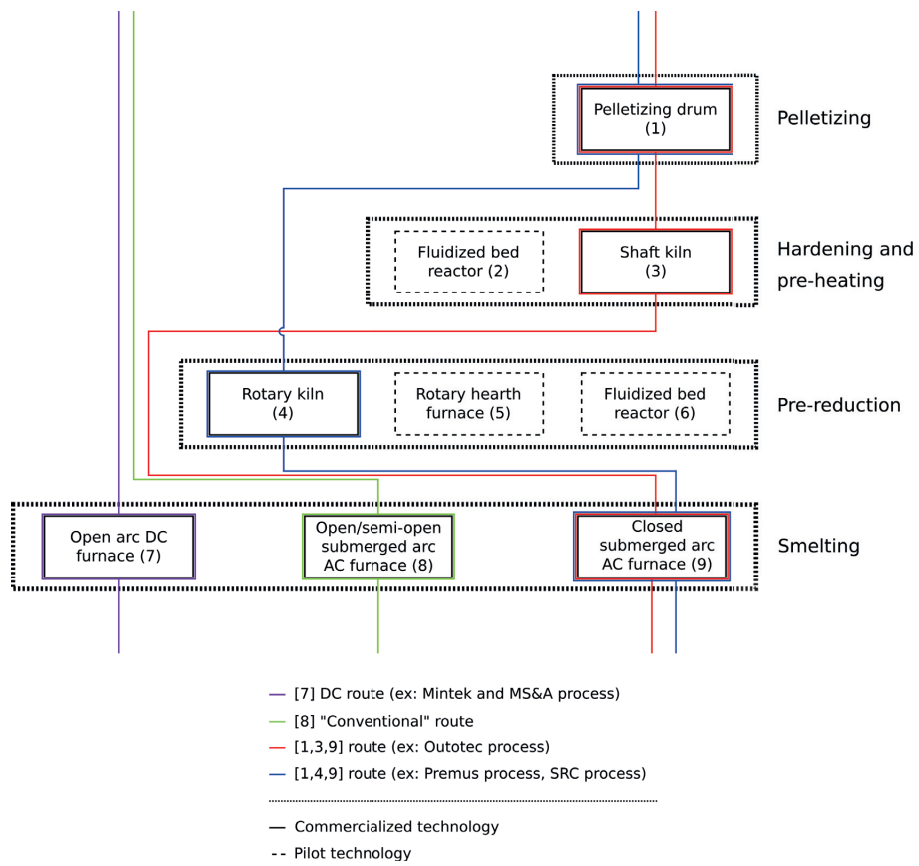 Pelletizing drum
(1)
Pelletizing
Fluidized bed
reactor (2)
Shaft kiln
(3)
Hardening and
pre-heating
Rotary kiln
(4)
Rotary hearth
furnace (5)
Fluidized bed
reactor (6)
Pre-reduction
Open arc DC
furnace (7)
Open/semi-open
submerged arc
AC furnace (8)
Closed
submerged arc
AC furnace (9)
Smelting
[7] DC route (ex: Mintek and MS&A process)
[8] "Conventional" route
[1,3,9] route (ex: Outotec process)
[1,4,9] route (ex: Premus process, SRC process)
Commercialized technology
Pilot technology